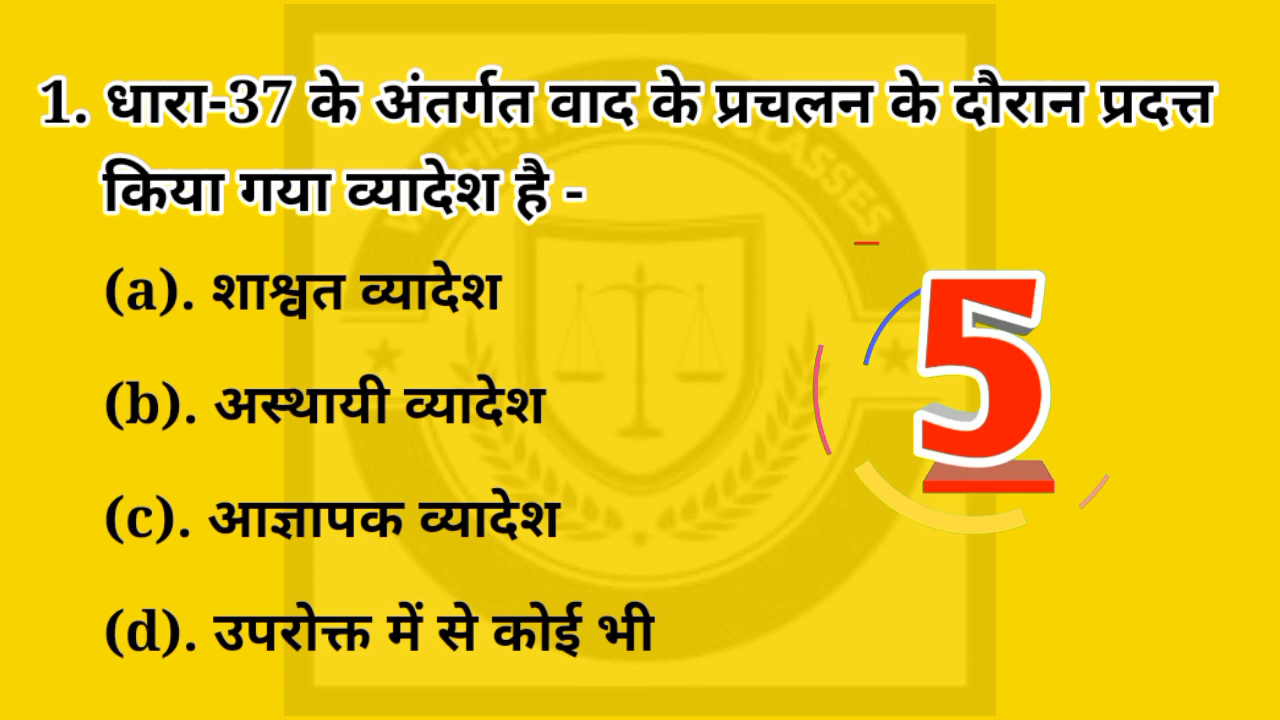 1. धारा-37 के अंतर्गत वाद के प्रचलन के दौरान प्रदत्त
किया गया व्यादेश है -
(a). शाश्वत व्यादेश
(b). अस्थायी व्यादेश
(c). आज्ञापक व्यादेश
(d). उपरोक्त में से कोई भी
5